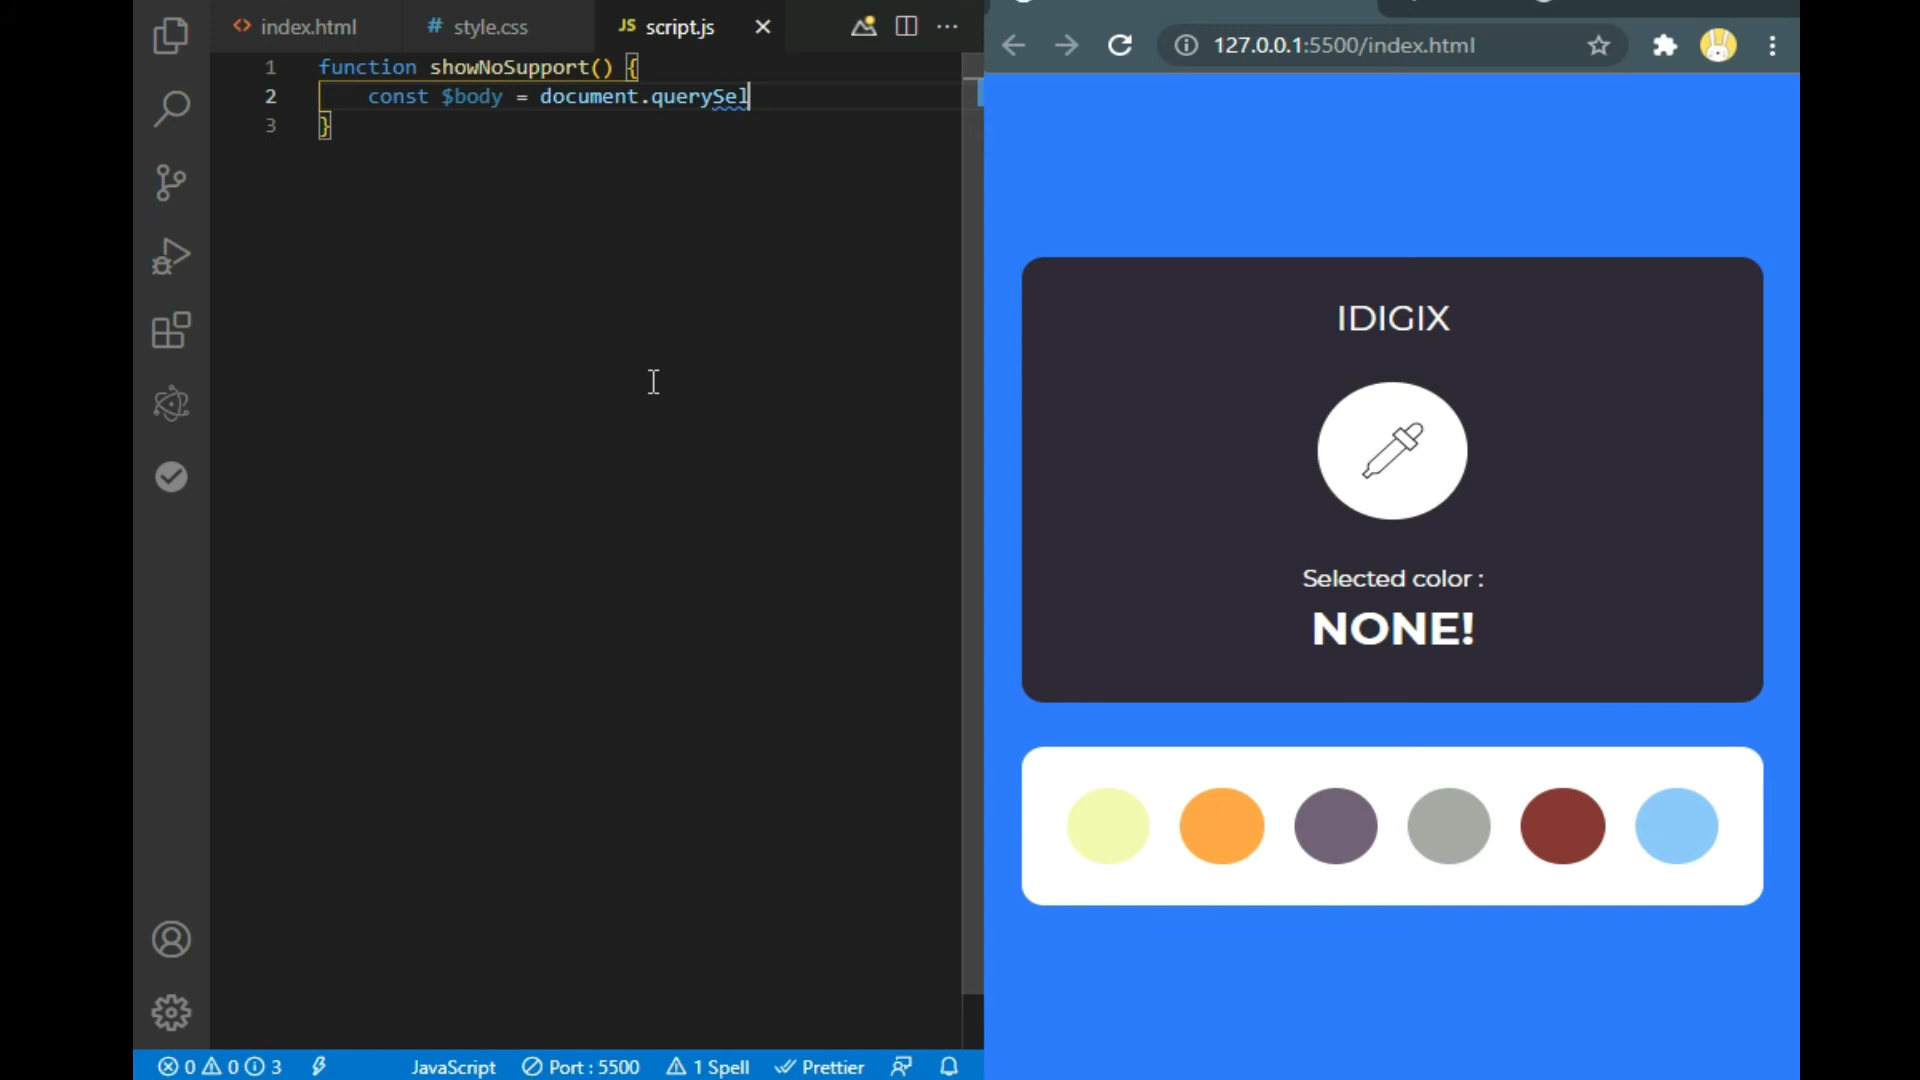 index.html
# style.css
JS script.js
127.0.0.1:5500/index.html
1 function showNoSupport() {
2 const $body = document.querySel
3 }
IDIGIX
Selected color :
NONE!
0 0 3 JavaScript Port : 5500 1 Spell Prettier